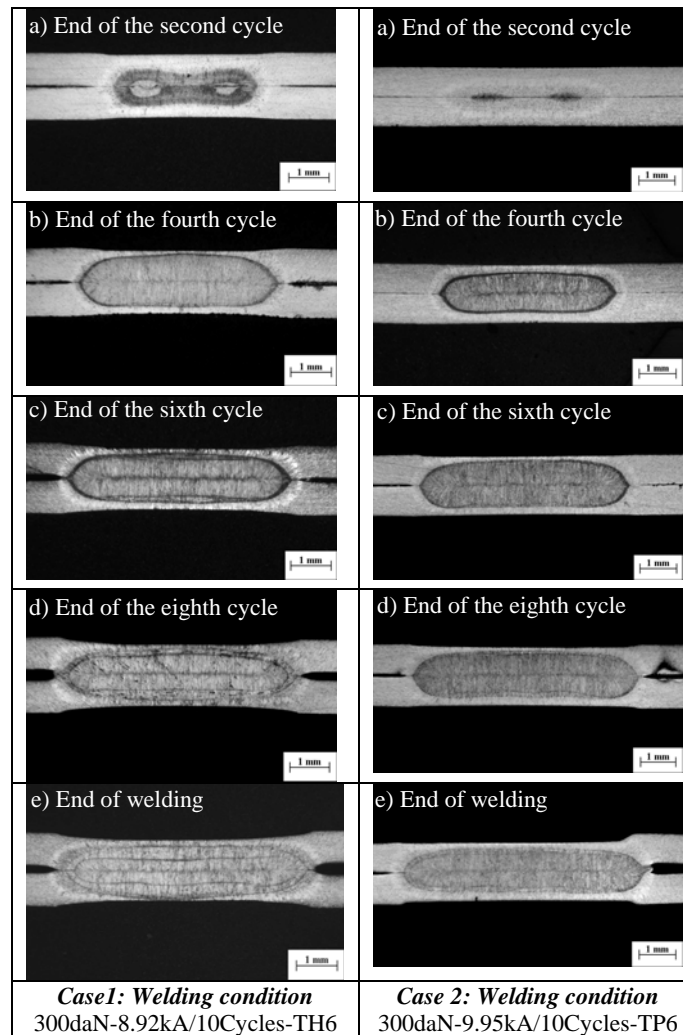 a) End of the second cycle
1 mm
a) End of the second cycle
1 mm
b) End of the fourth cycle
1 mm
b) End of the fourth cycle
1 mm
c) End of the sixth cycle
1 mm
c) End of the sixth cycle
1 mm
d) End of the eighth cycle
1 mm
d) End of the eighth cycle
1 mm
e) End of welding
1 mm
e) End of welding
1 mm
Case1: Welding condition
300daN-8.92kA/10Cycles-TH6
Case 2: Welding condition
300daN-9.95kA/10Cycles-TP6